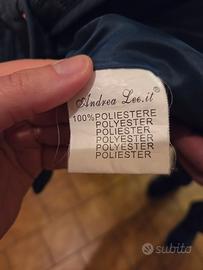 Andrea Lee.it
100%POLIESTERE
POLYESTER
POLIESTER
POLYESTER
POLYESTER
POLIESTER
subito